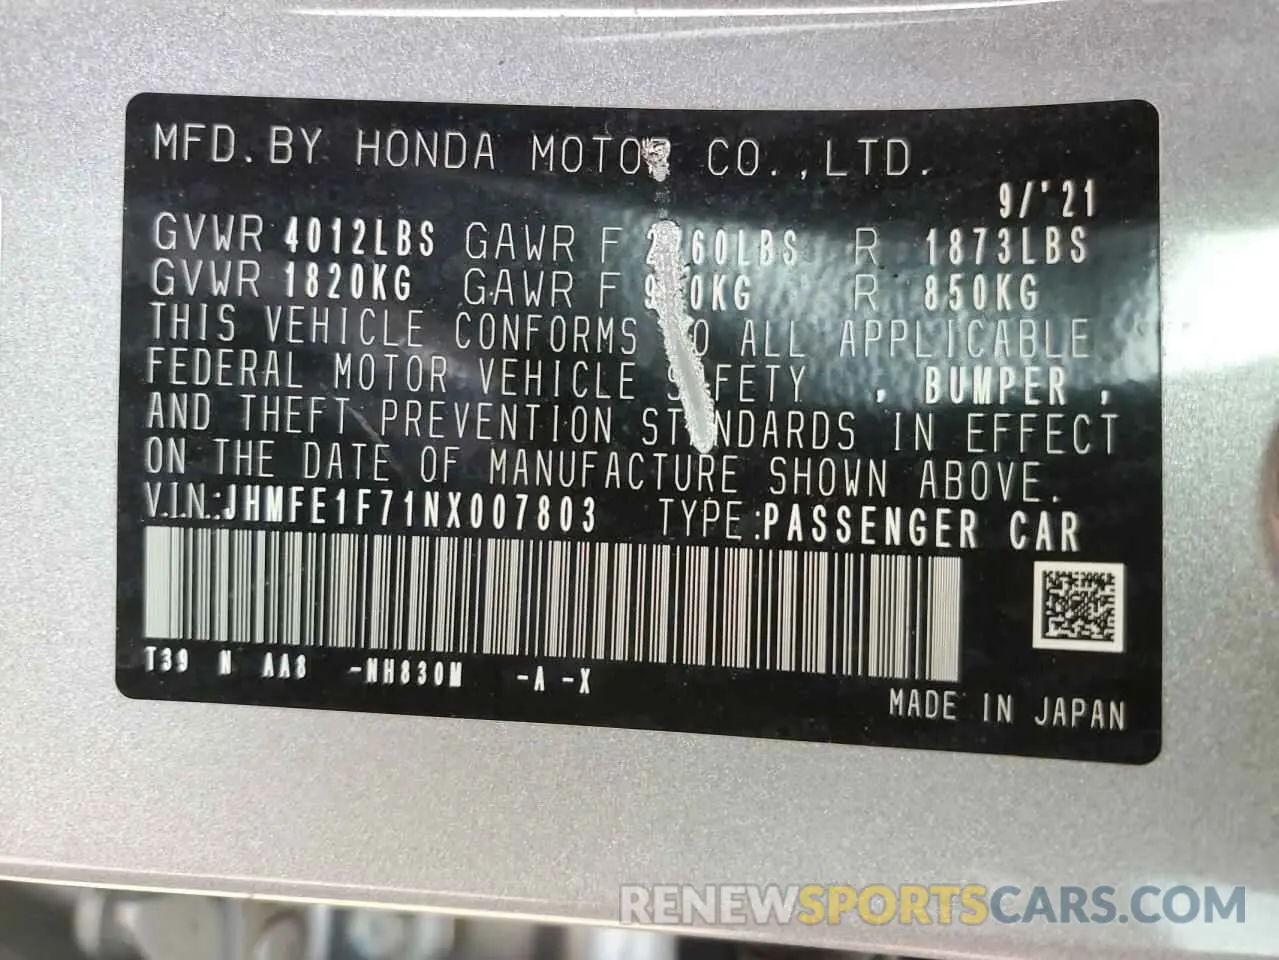 MFD.BY HONDA MOTOR CO.,LTD.
9/'21
GVWR 4012LBS GAWR F R 1873LBS
GVWR 1820KG GAWR F R 850KG
THIS VEHICLE CONFORMS TO ALL APPLICABLE
FEDERAL MOTOR VEHICLE SAFETY , BUMPER ,
AND THEFT PREVENTION STANDARDS IN EFFECT
ON THE DATE OF MANUFACTURE SHOWN ABOVE.
V.I.N.:JHMFE1F71NX007803 TYPE:PASSENGER CAR
T39 N AA8 -NH830M -A -X
MADE IN JAPAN
RENEWSPORTSCARS.COM